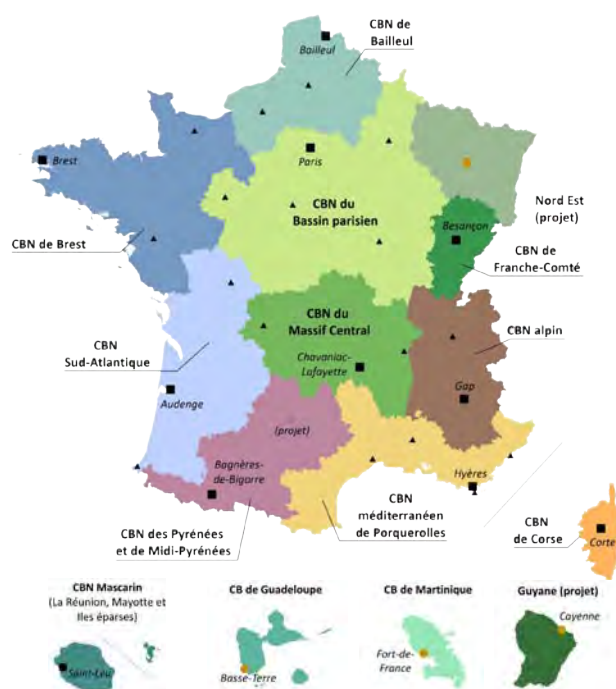 CBN de
Bailleul
Bailleul
Brest
Paris
Nord Est
(projet)
CBN du
Bassin parisien
Besançon
CBN de Brest
CBN de
Franche-Comté
CBN du
Massif Central
CBN alpin
CBN
Sud-Atlantique
Chavaniac-
Lafayette
Audenge
Gap
(projet)
Bagnères-
de-Bigorre
Hyères
CBN
méditerranéen
de Porquerolles
CBN des Pyrénées
et de Midi-Pyrénées
CBN
de Corse
Corte
CBN Mascarin
(La Réunion, Mayotte et
Iles éparses)
Saint-Leu
CB de Guadeloupe
Basse-Terre
CB de Martinique
Fort-de-
France
Guyane (projet)
Cayenne